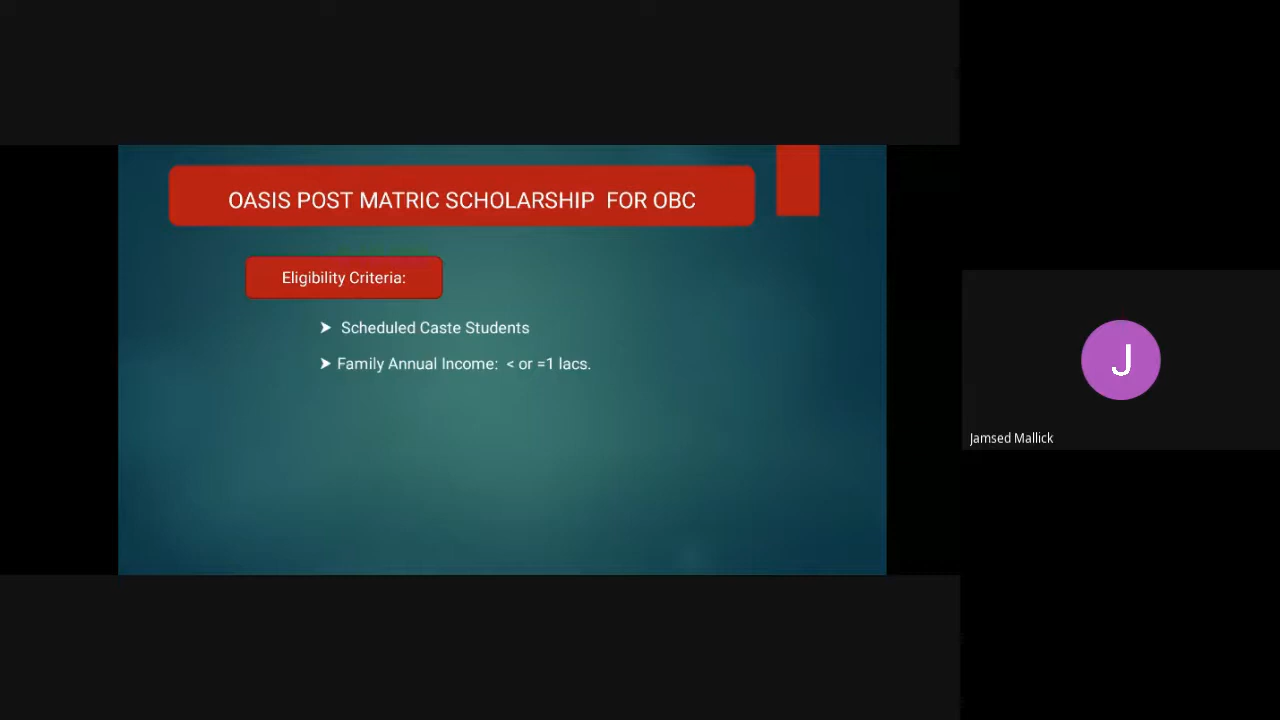 OASIS POST MATRIC SCHOLARSHIP FOR OBC
Eligibility Criteria:
➤ Scheduled Caste Students
➤ Family Annual Income: < or =1 lacs.
J
Jamsed Mallick